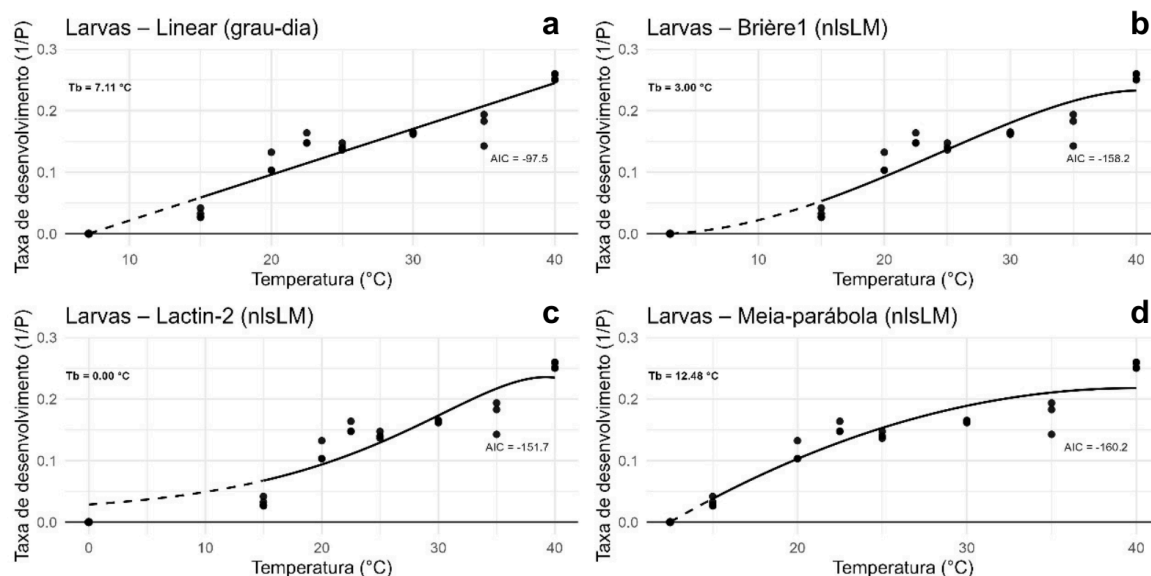 Larvas – Linear (grau-dia)
a
Taxa de desenvolvimento (1/P)
0.3
0.2
0.1
0.0
Tb = 7.11 °C
AIC = -97.5
10 20 30 40
Temperatura (°C)
Larvas – Brière1 (nlsLM)
b
Taxa de desenvolvimento (1/P)
0.3
0.2
0.1
0.0
Tb = 3.00 °C
AIC = -158.2
10 20 30 40
Temperatura (°C)
Larvas – Lactin-2 (nlsLM)
c
Taxa de desenvolvimento (1/P)
0.3
0.2
0.1
0.0
Tb = 0.00 °C
AIC = -151.7
0 10 20 30 40
Temperatura (°C)
Larvas – Meia-parábola (nlsLM)
d
Taxa de desenvolvimento (1/P)
0.3
0.2
0.1
0.0
Tb = 12.48 °C
AIC = -160.2
20 30 40
Temperatura (°C)